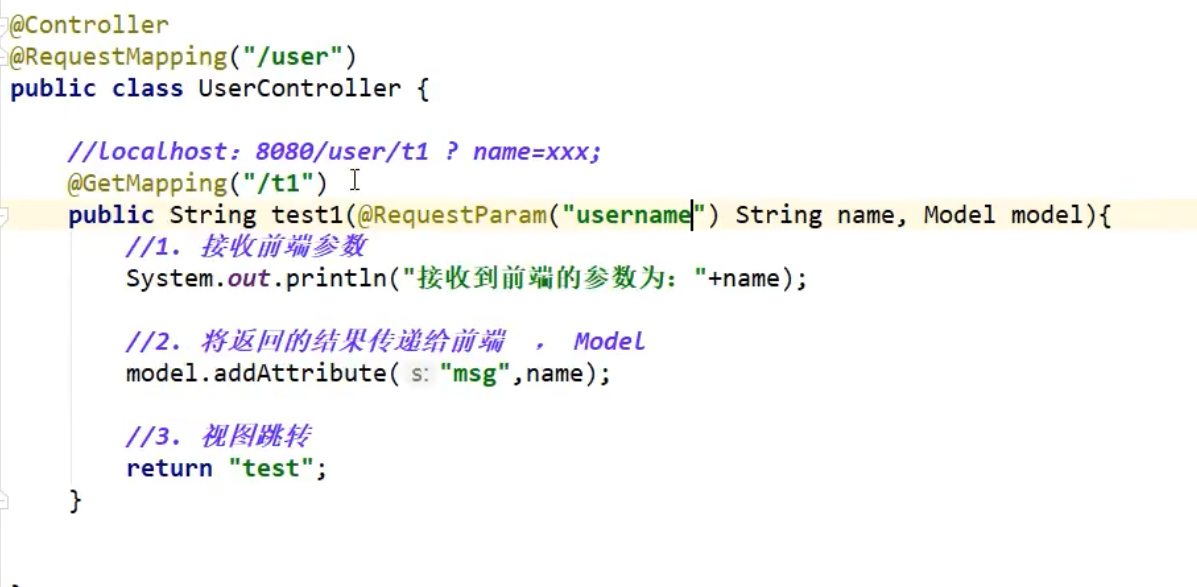 @Controller
@RequestMapping("/user")
public class UserController {
//localhost：8080/user/t1 ? name=xxx;
@GetMapping("/t1")
public String test1(@RequestParam("username") String name, Model model){
//1. 接收前端参数
System.out.println("接收到前端的参数为："+name);
//2. 将返回的结果传递给前端 ， Model
model.addAttribute( s: "msg",name);
//3. 视图跳转
return "test";
}